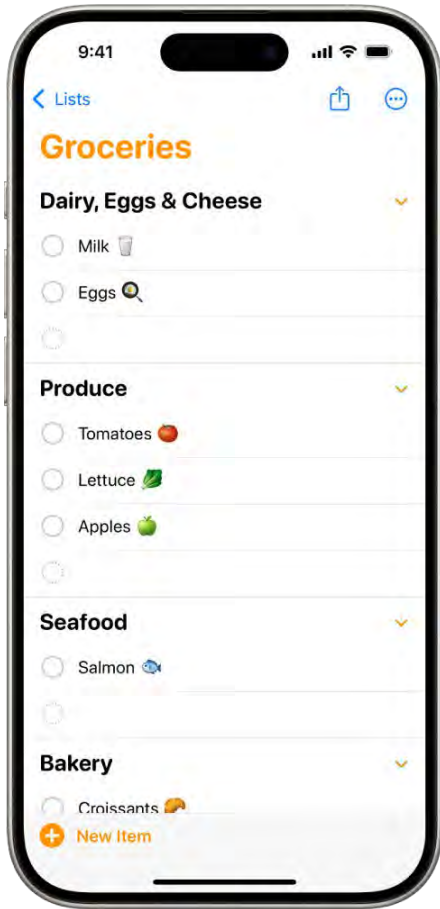 9:41
Lists
Groceries
Dairy, Eggs & Cheese
Milk 🥛
Eggs 🍳
Produce
Tomatoes 🍅
Lettuce 🥬
Apples 🍏
Seafood
Salmon 🐟
Bakery
Croissants 🥐
New Item